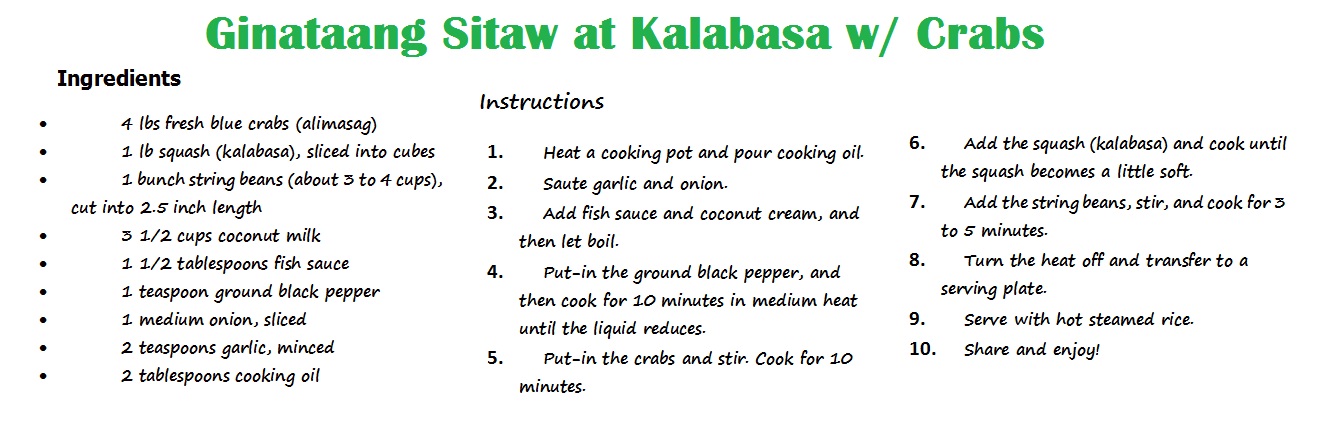 Ginataang Sitaw at Kalabasa w/ Crabs
Ingredients
• 4 lbs fresh blue crabs (alimasag)
• 1 lb squash (kalabasa), sliced into cubes
• 1 bunch string beans (about 3 to 4 cups),
cut into 2.5 inch length
• 3 1/2 cups coconut milk
• 1 1/2 tablespoons fish sauce
• 1 teaspoon ground black pepper
• 1 medium onion, sliced
• 2 teaspoons garlic, minced
• 2 tablespoons cooking oil
Instructions
1. Heat a cooking pot and pour cooking oil.
2. Saute garlic and onion.
3. Add fish sauce and coconut cream, and
then let boil.
4. Put-in the ground black pepper, and
then cook for 10 minutes in medium heat
until the liquid reduces.
5. Put-in the crabs and stir. Cook for 10
minutes.
6. Add the squash (kalabasa) and cook until
the squash becomes a little soft.
7. Add the string beans, stir, and cook for 3
to 5 minutes.
8. Turn the heat off and transfer to a
serving plate.
9. Serve with hot steamed rice.
10. Share and enjoy!